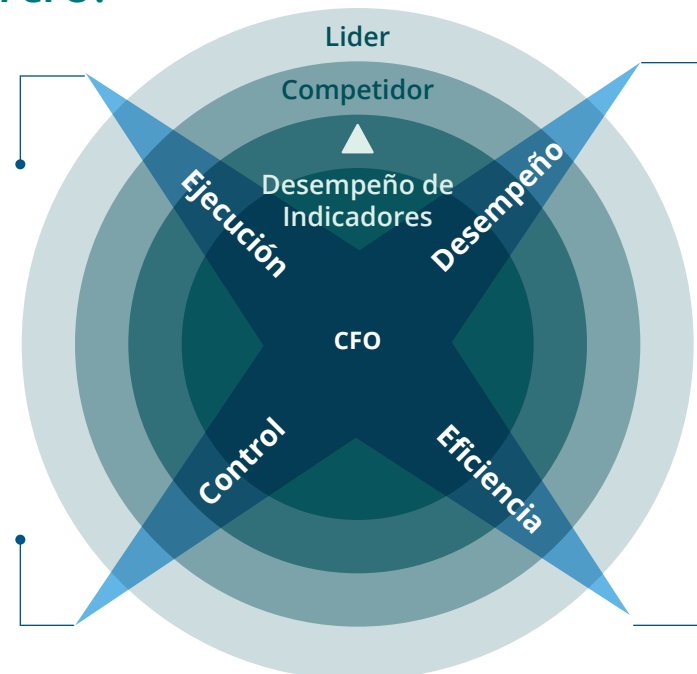 Lider
Competidor
Desempeño de
Indicadores
Ejecución
Desempeño
CFO
Control
Eficiencia